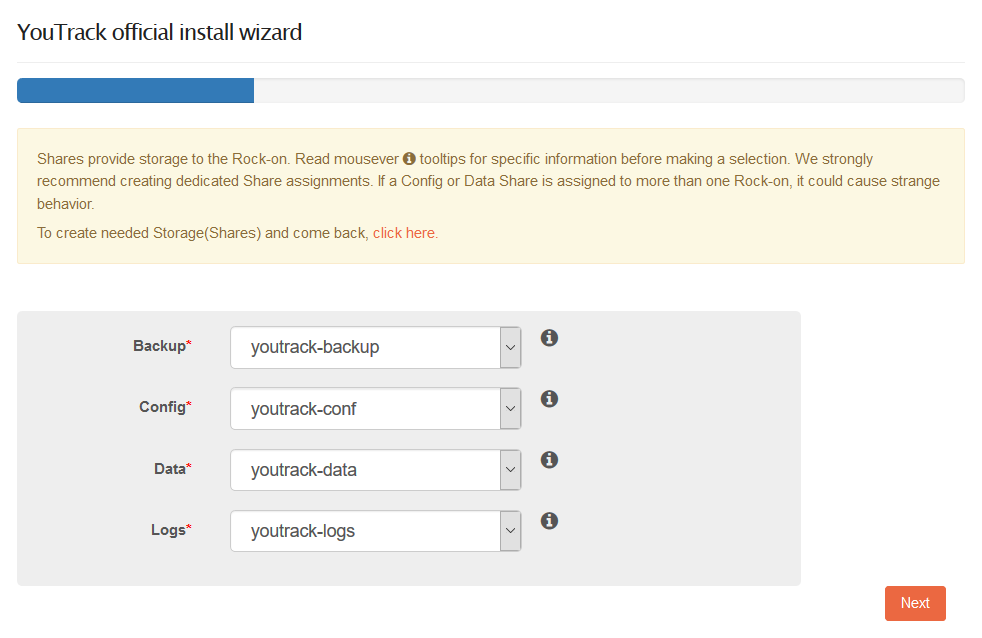 YouTrack official install wizard
Shares provide storage to the Rock-on. Read mousever tooltips for specific information before making a selection. We strongly
recommend creating dedicated Share assignments. If a Config or Data Share is assigned to more than one Rock-on, it could cause strange
behavior.
To create needed Storage(Shares) and come back, click here.
Backup* youtrack-backup
Config* youtrack-conf
Data* youtrack-data
Logs* youtrack-logs
Next